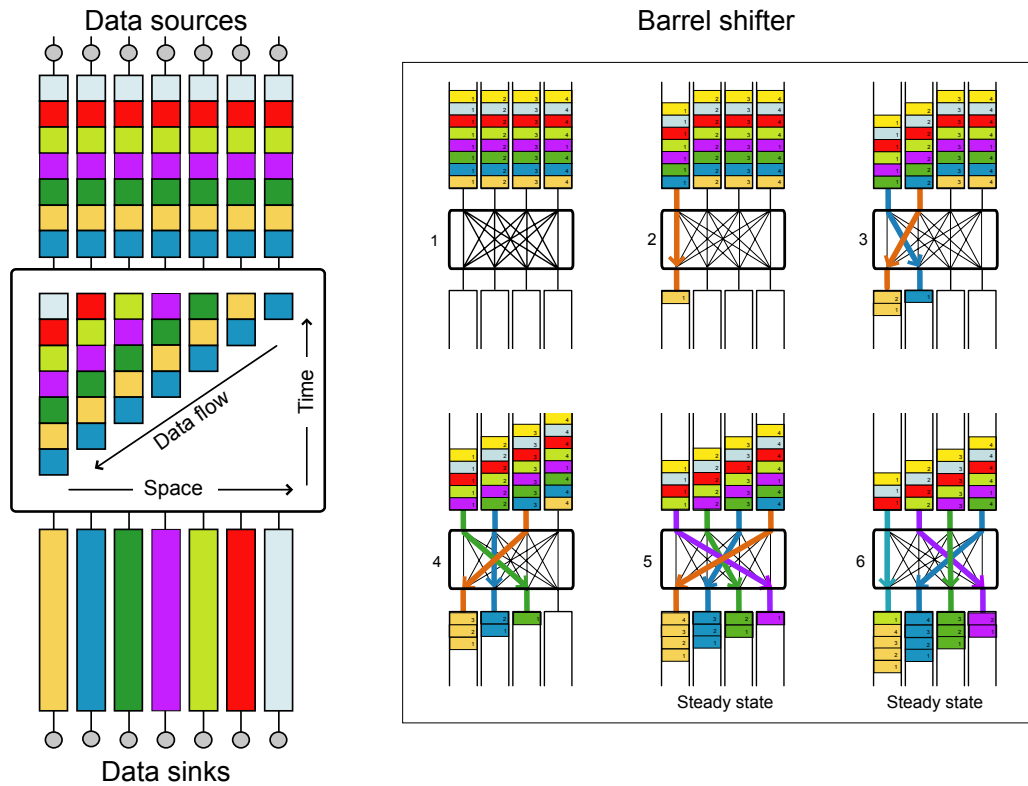 Data sources
Barrel shifter
Data flow
Time
Space
Data sinks
1
2
3
4
5
6
Steady state
Steady state